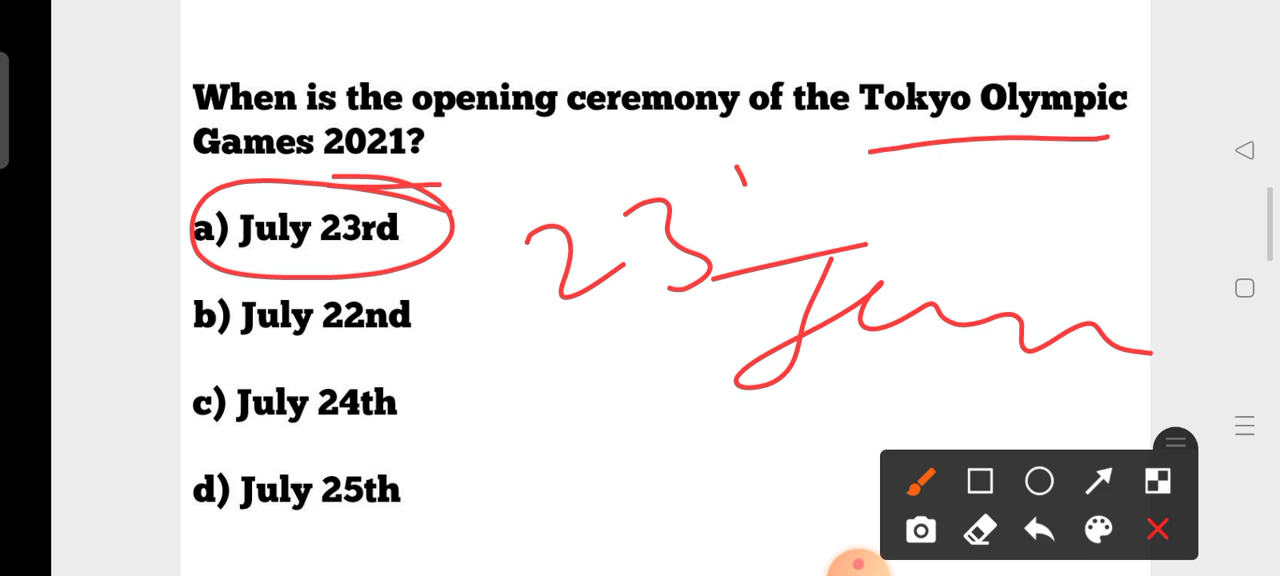 When is the opening ceremony of the Tokyo Olympic
Games 2021?
a) July 23rd
23
b) July 22nd
c) July 24th
d) July 25th